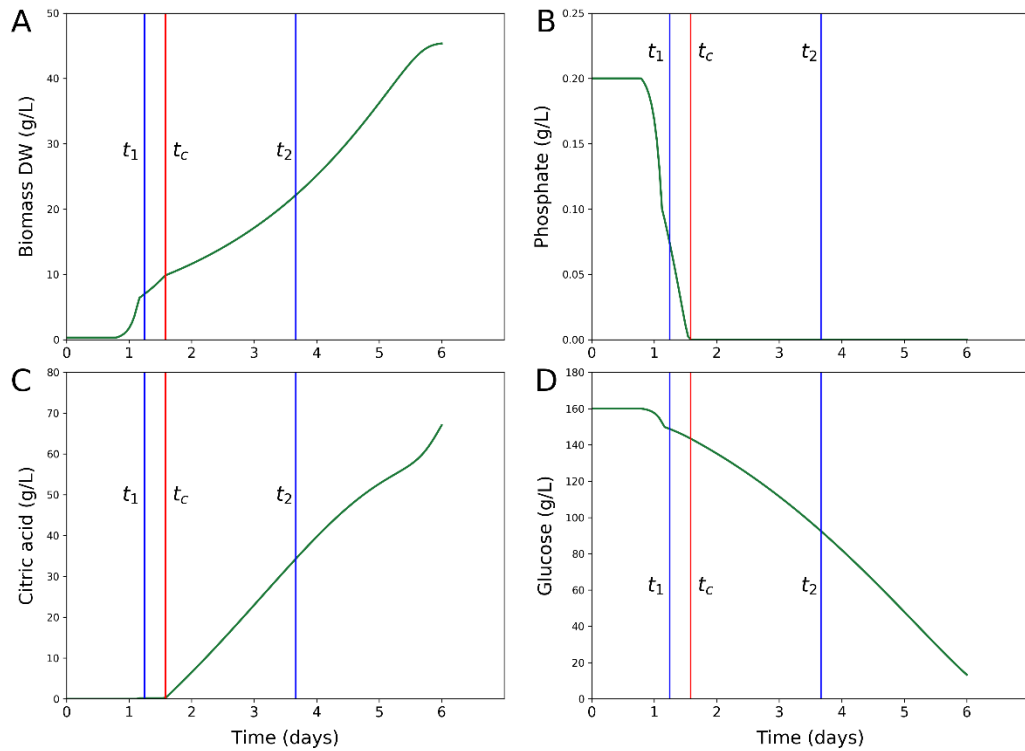 A
Biomass DW (g/L)
50
40
30
20
10
0
t1
tc
t2
0 1 2 3 4 5 6
B
Phosphate (g/L)
0.25
0.20
0.15
0.10
0.05
0.00
t1
tc
t2
0 1 2 3 4 5 6
C
Citric acid (g/L)
80
70
60
50
40
30
20
10
0
t1
tc
t2
0 1 2 3 4 5 6
Time (days)
D
Glucose (g/L)
180
160
140
120
100
80
60
40
20
0
t1
tc
t2
0 1 2 3 4 5 6
Time (days)